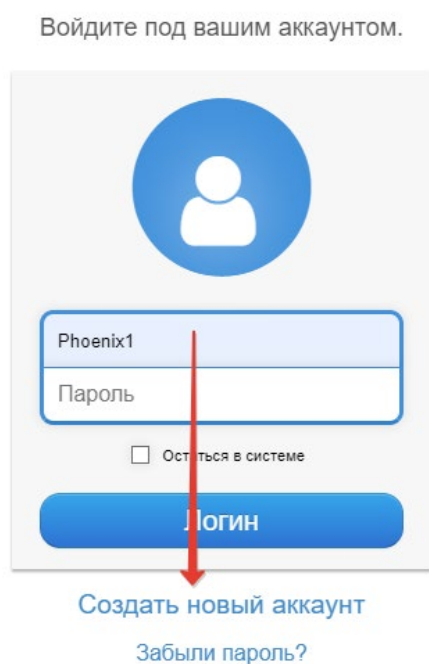 Войдите под вашим аккаунтом.
Phoenix1
Пароль
Остаться в системе
Логин
Создать новый аккаунт
Забыли пароль?